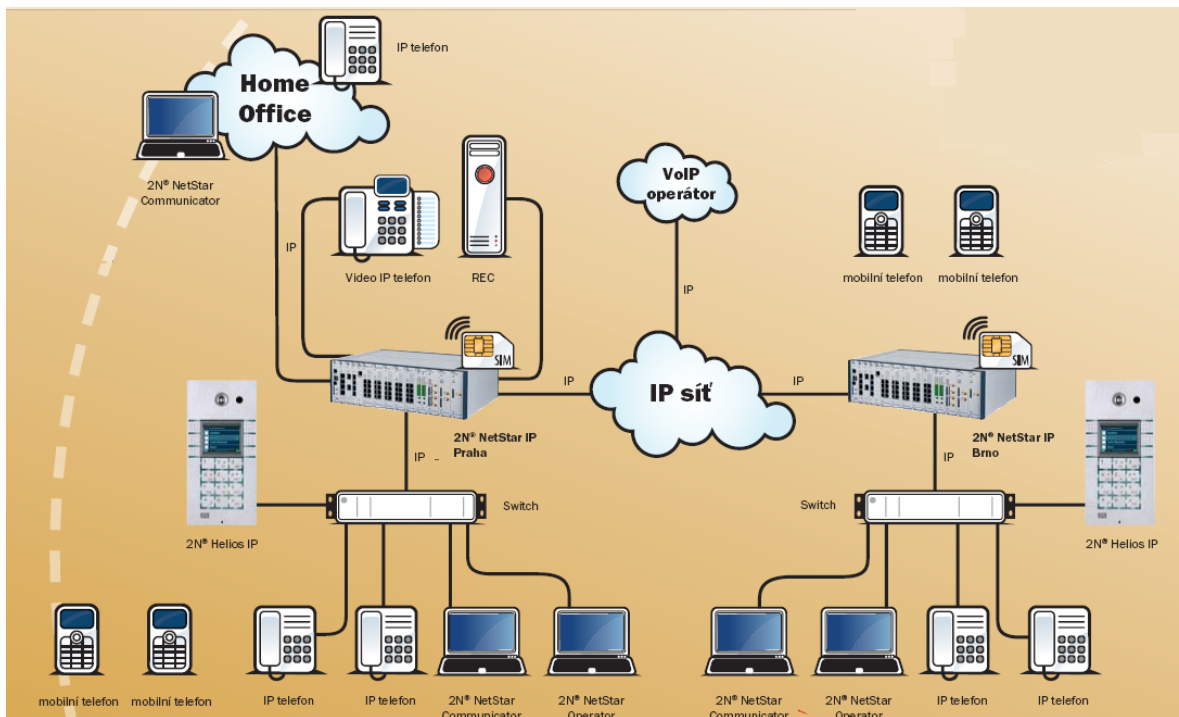 IP telefon
Home
Office
2N® NetStar
Communicator
VoIP
operátor
IP
Video IP telefon
REC
mobilní telefon
mobilní telefon
IP
SIM
SIM
IP
IP síť
IP
2N® NetStar IP
Praha
2N® NetStar IP
Brno
IP
IP
Switch
Switch
2N® Helios IP
2N® Helios IP
mobilní telefon
mobilní telefon
IP telefon
IP telefon
2N® NetStar
Communicator
2N® NetStar
Operator
2N® NetStar
Communicator
2N® NetStar
Operator
IP telefon
IP telefon